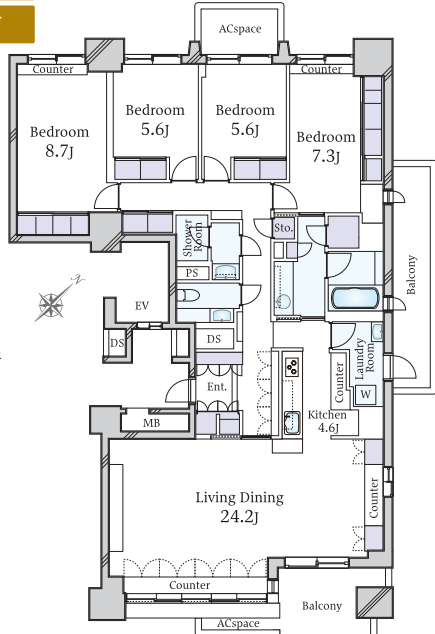 ACspace
Counter
Counter
Bedroom
8.7J
Bedroom
5.6J
Bedroom
5.6J
Bedroom
7.3J
Shower
Room
Sto.
PS
Balcony
N
EV
DS
DS
Laundry
Room
Counter
W
Ent.
Kitchen
4.6J
MB
Living Dining
24.2J
Counter
Counter
Balcony
ACspace